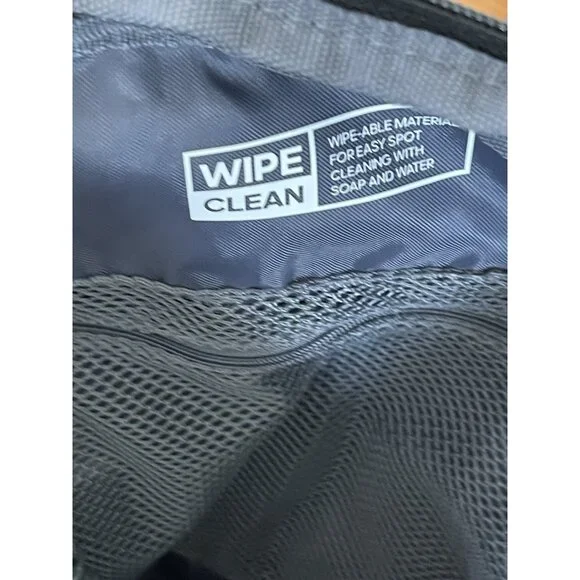 WIPE
CLEAN
WIPE-ABLE MATERIAL
FOR EASY SPOT
CLEANING WITH
SOAP AND WATER